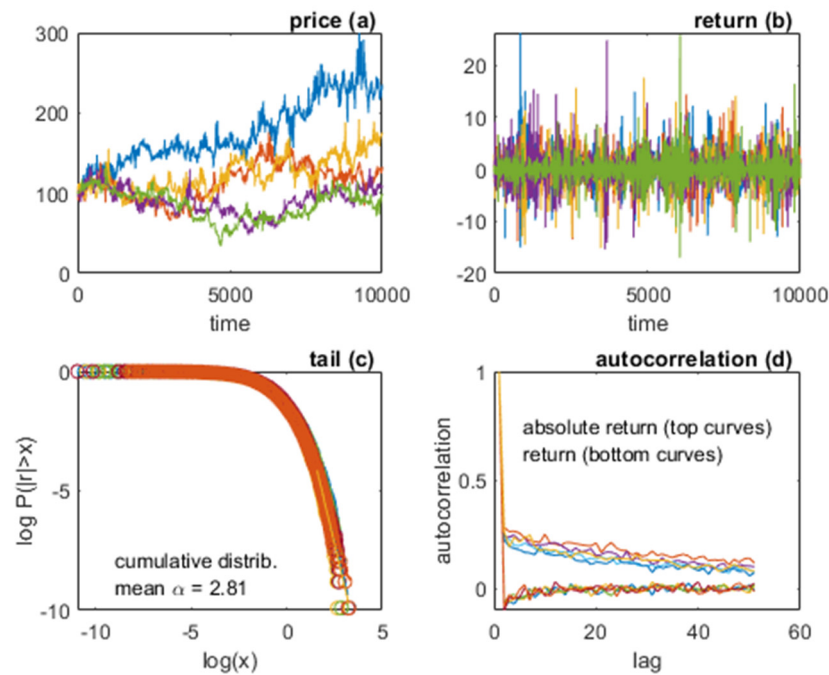 price (a)
300
200
100
0
0 5000 10000
time
return (b)
20
10
0
-10
-20
0 5000 10000
time
tail (c)
log P(|r|>x)
0
-5
-10
cumulative distrib.
mean α = 2.81
-10 -5 0 5
log(x)
autocorrelation (d)
autocorrelation
1
0.5
0
absolute return (top curves)
return (bottom curves)
0 20 40 60
lag